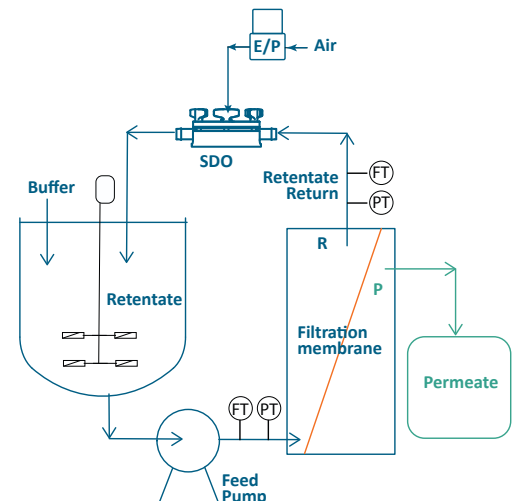 E/P
Air
SDO
FT
Retentate
Return
PT
Buffer
R
P
Retentate
Filtration
membrane
Permeate
FT
PT
Feed
Pump